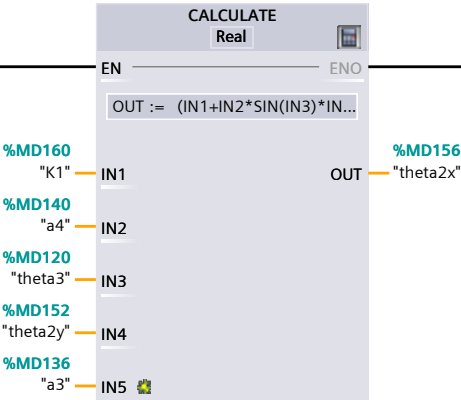 CALCULATE
Real
EN ENO
OUT := (IN1+IN2*SIN(IN3)*IN...
%MD160 %MD156
"K1" IN1 OUT "theta2x"
%MD140
"a4" IN2
%MD120
"theta3" IN3
%MD152
"theta2y" IN4
%MD136
"a3" IN5